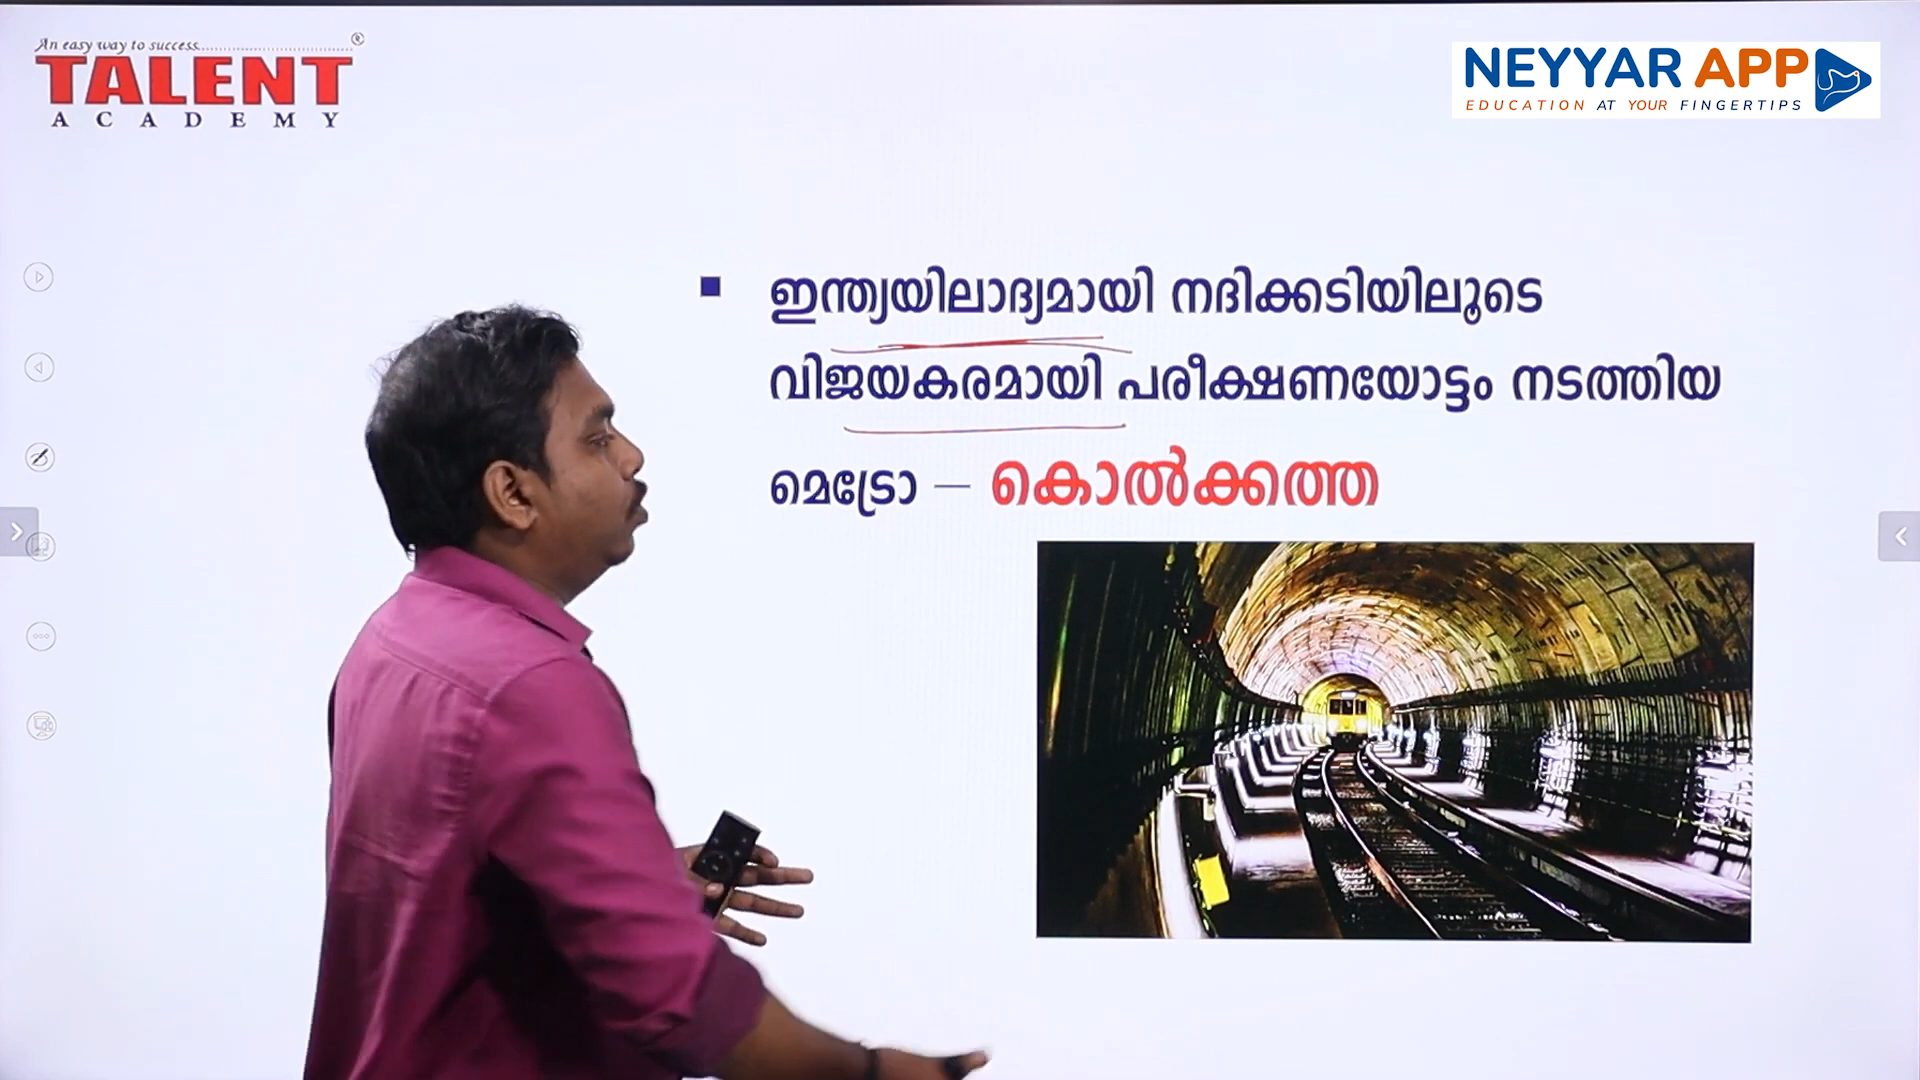 An easy way to success
TALENT
ACADEMY
NEYYAR APP
EDUCATION AT YOUR FINGERTIPS
ഇന്ത്യയിലാദ്യമായി നദിക്കടിയിലൂടെ
വിജയകരമായി പരീക്ഷണയോട്ടം നടത്തിയ
മെട്രോ – കൊൽക്കത്ത